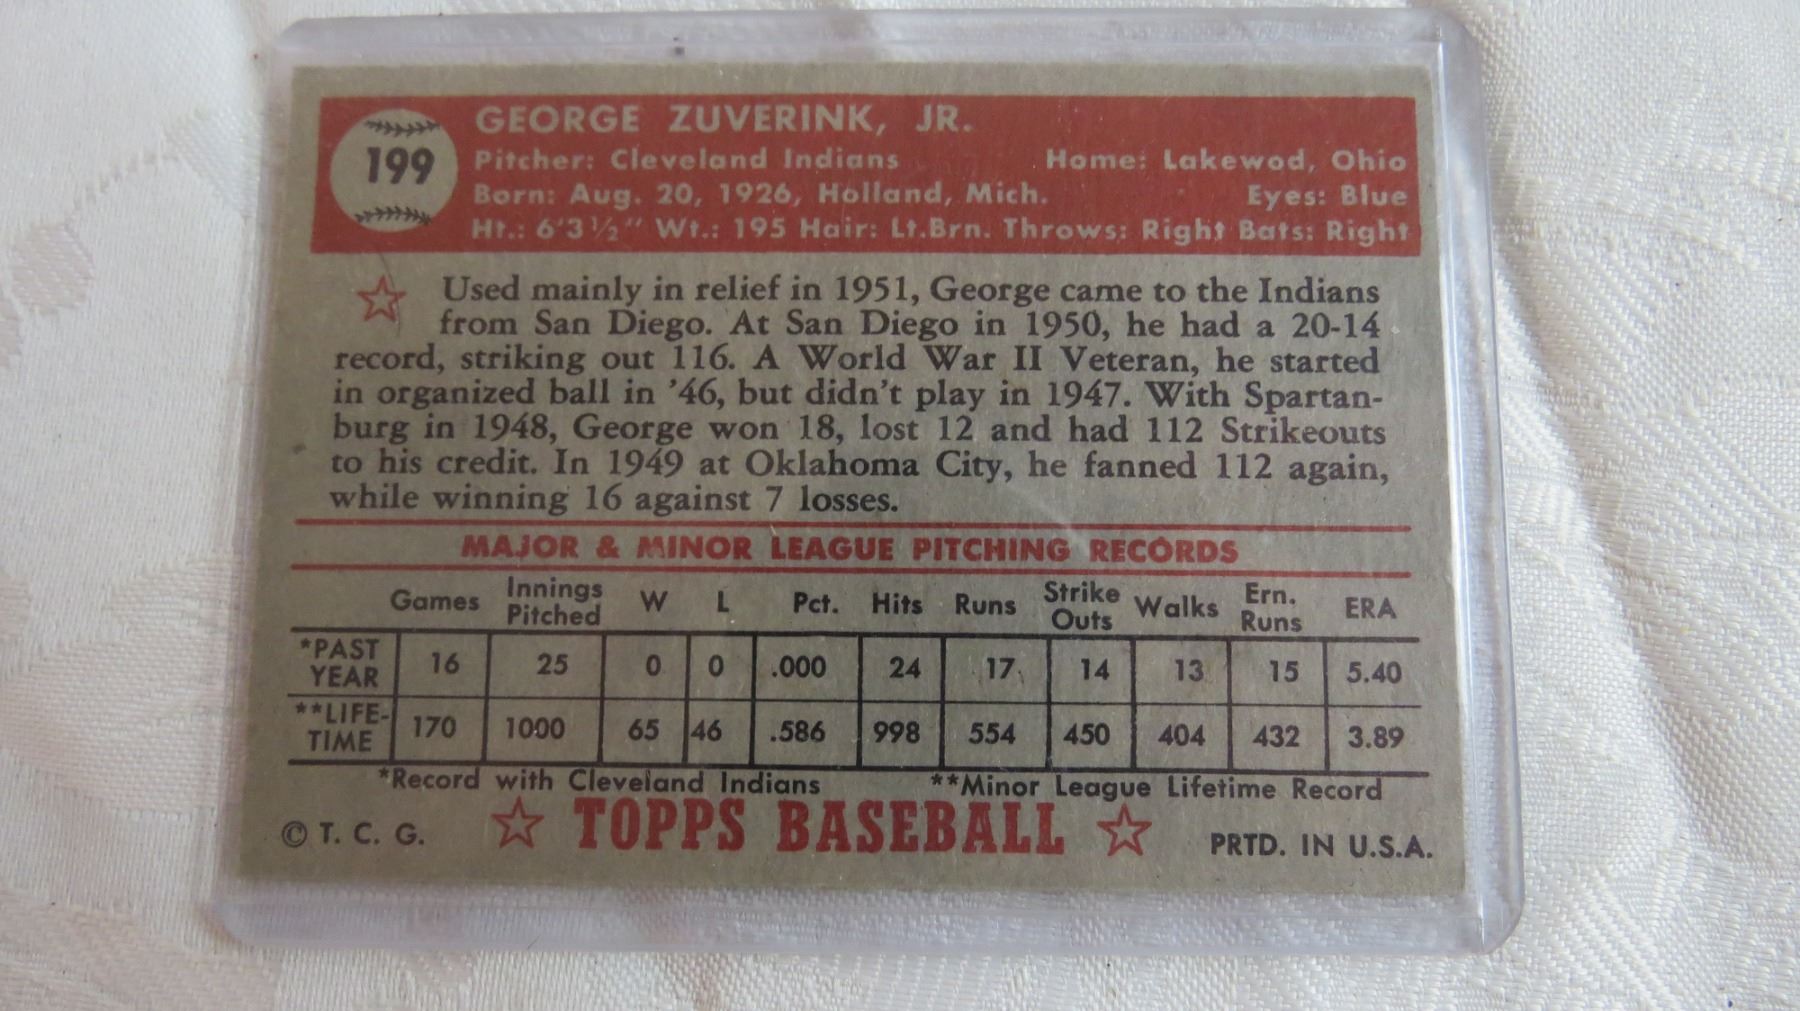 199
GEORGE ZUVERINK, JR.
Pitcher: Cleveland Indians Home: Lakewod, Ohio
Born: Aug. 20, 1926, Holland, Mich. Eyes: Blue
Ht.: 6'3½" Wt.: 195 Hair: Lt.Brn. Throws: Right Bats: Right
Used mainly in relief in 1951, George came to the Indians
from San Diego. At San Diego in 1950, he had a 20-14
record, striking out 116. A World War II Veteran, he started
in organized ball in '46, but didn't play in 1947. With Spartan-
burg in 1948, George won 18, lost 12 and had 112 Strikeouts
to his credit. In 1949 at Oklahoma City, he fanned 112 again,
while winning 16 against 7 losses.
MAJOR & MINOR LEAGUE PITCHING RECORDS
Games Innings Pitched W L Pct. Hits Runs Strike Outs Walks Ern. Runs ERA
*PAST YEAR 16 25 0 0 .000 24 17 14 13 15 5.40
**LIFE-TIME 170 1000 65 46 .586 998 554 450 404 432 3.89
*Record with Cleveland Indians **Minor League Lifetime Record
© T. C. G. TOPPS BASEBALL PRTD. IN U.S.A.